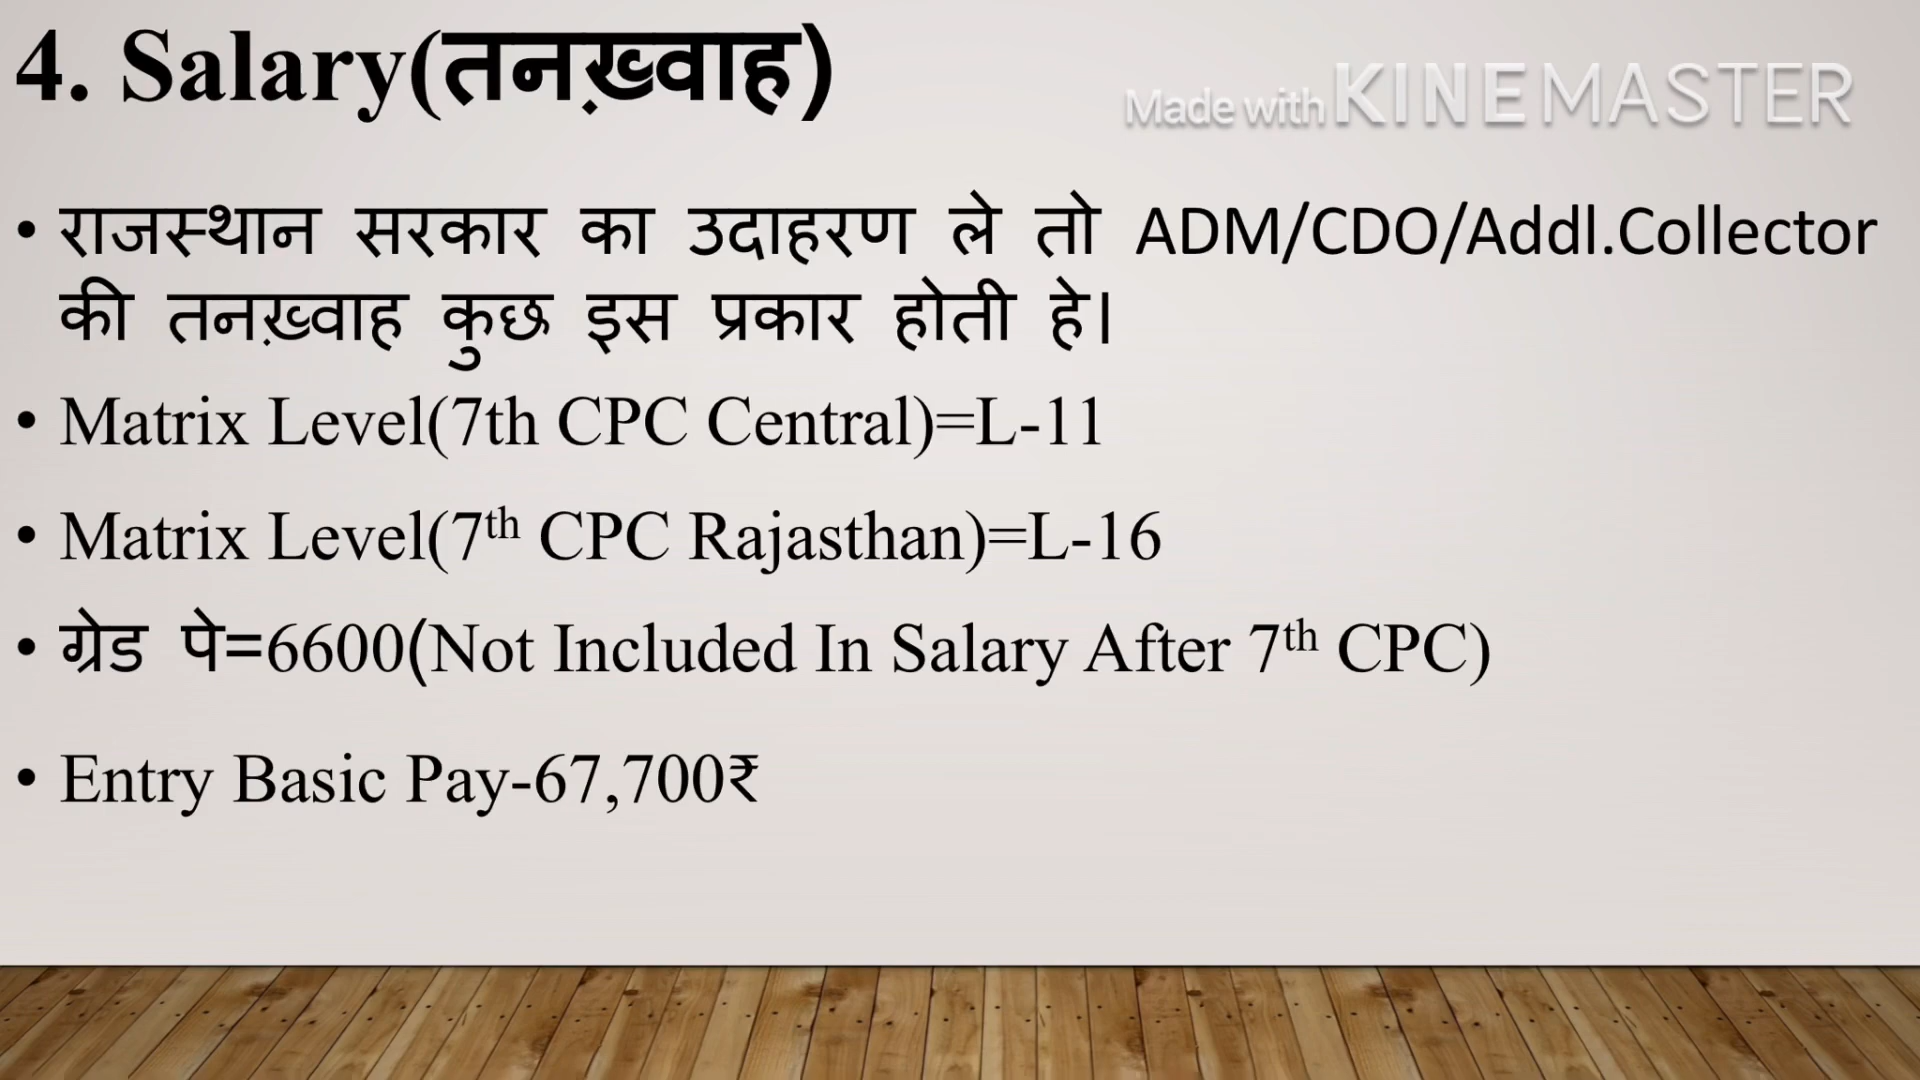 4. Salary(तनख़्वाह)
Made with KINEMASTER
• राजस्थान सरकार का उदाहरण ले तो ADM/CDO/Addl.Collector
की तनख़्वाह कुछ इस प्रकार होती हे।
• Matrix Level(7th CPC Central)=L-11
• Matrix Level(7th CPC Rajasthan)=L-16
• ग्रेड पे=6600(Not Included In Salary After 7th CPC)
• Entry Basic Pay-67,700₹